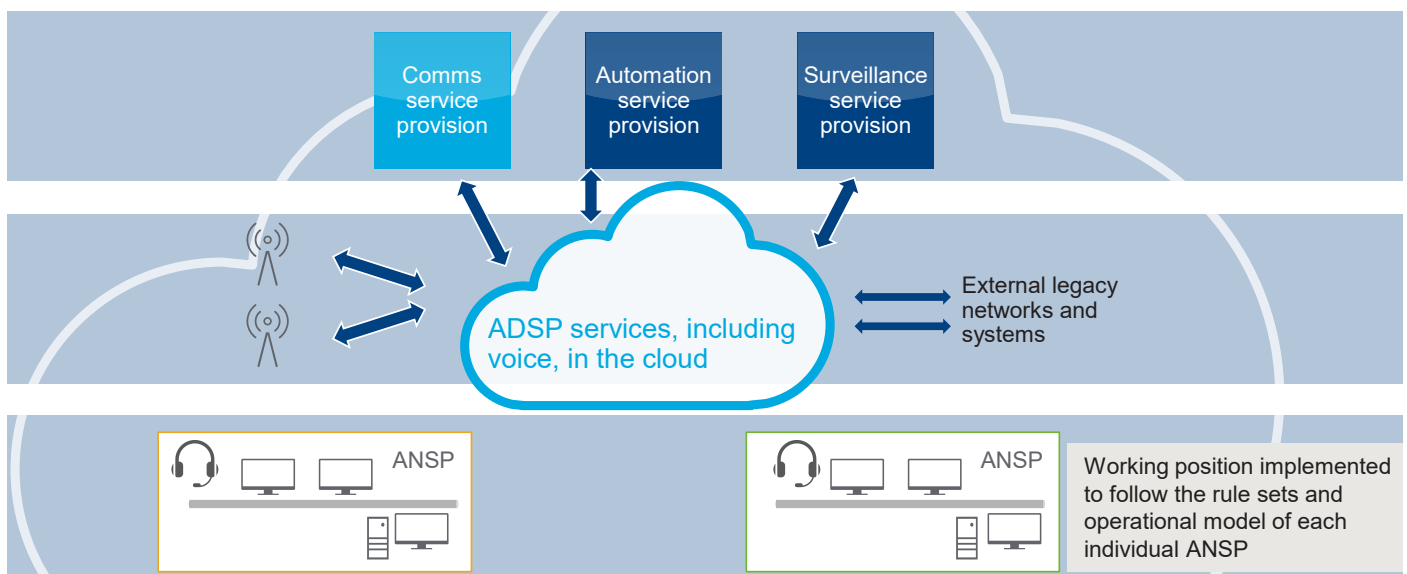 Comms
service
provision
Automation
service
provision
Surveillance
service
provision
ADSP services, including
voice, in the cloud
External legacy
networks and
systems
ANSP
ANSP
Working position implemented
to follow the rule sets and
operational model of each
individual ANSP